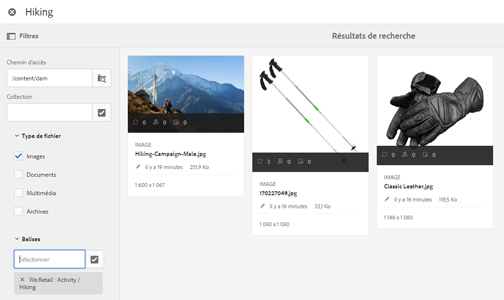 Hiking
Filtres
Résultats de recherche
Chemin d'accès
/content/dam
Collection
Type de fichier
Images
Documents
Multimédia
Archives
Balises
Sélectionner
× We.Retail : Activity /
Hiking
0 0 0
IMAGE
Hiking-Campaign-Male.jpg
il y a 19 minutes 251,9 Ko
1 600 x 1 067
3 0 0
IMAGE
170227049.jpg
il y a 16 minutes 33,1 Ko
1 080 x 1 080
0 0 0
IMAGE
Classic Leather.jpg
il y a 16 minutes 119,5 Ko
1 146 x 1 080